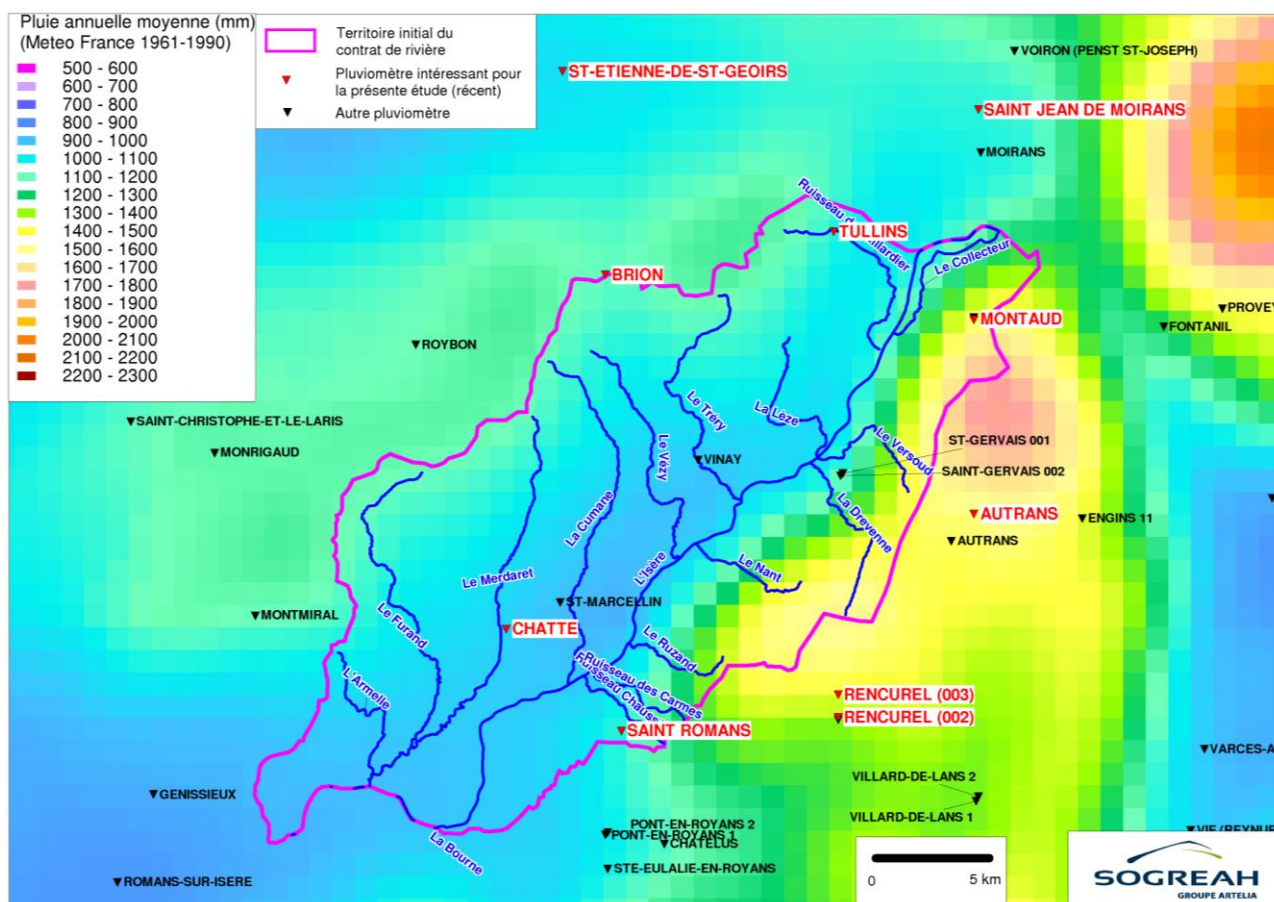 Pluie annuelle moyenne (mm)
(Meteo France 1961-1990)
500 - 600
600 - 700
700 - 800
800 - 900
900 - 1000
1000 - 1100
1100 - 1200
1200 - 1300
1300 - 1400
1400 - 1500
1500 - 1600
1600 - 1700
1700 - 1800
1800 - 1900
1900 - 2000
2000 - 2100
2100 - 2200
2200 - 2300
Territoire initial du
contrat de rivière
Pluviomètre intéressant pour
la présente étude (récent)
Autre pluviomètre
VOIRON (PENST ST-JOSEPH)
ST-ETIENNE-DE-ST-GEOIRS
SAINT JEAN DE MOIRANS
MOIRANS
Ruisseau
TULLINS
Le Collecteur
BRION
MONTAUD
PROVEY
FONTANIL
ROYBON
SAINT-CHRISTOPHE-ET-LE-LARIS
MONRIGAUD
Le Tréry
La Lèze
Le Vézy
VINAY
Le Versoud
ST-GERVAIS 001
SAINT-GERVAIS 002
La Drevenne
La Cumane
AUTRANS
ENGINS 11
AUTRANS
L'Isère
Le Nant
Le Merdaret
ST-MARCELLIN
MONTMIRAL
CHATTE
Le Furand
Le Ruzand
L'Armelle
Ruisseau des Carmes
Ruisseau Chauss
RENCUREL (003)
RENCUREL (002)
SAINT ROMANS
VARCES-A
GENISSIEUX
VILLARD-DE-LANS 2
VILLARD-DE-LANS 1
PONT-EN-ROYANS 2
PONT-EN-ROYANS 1
CHATELUS
La Bourne
STE-EULALIE-EN-ROYANS
ROMANS-SUR-ISERE
0 5 km
SOGREAH
GROUPE ARTELIA